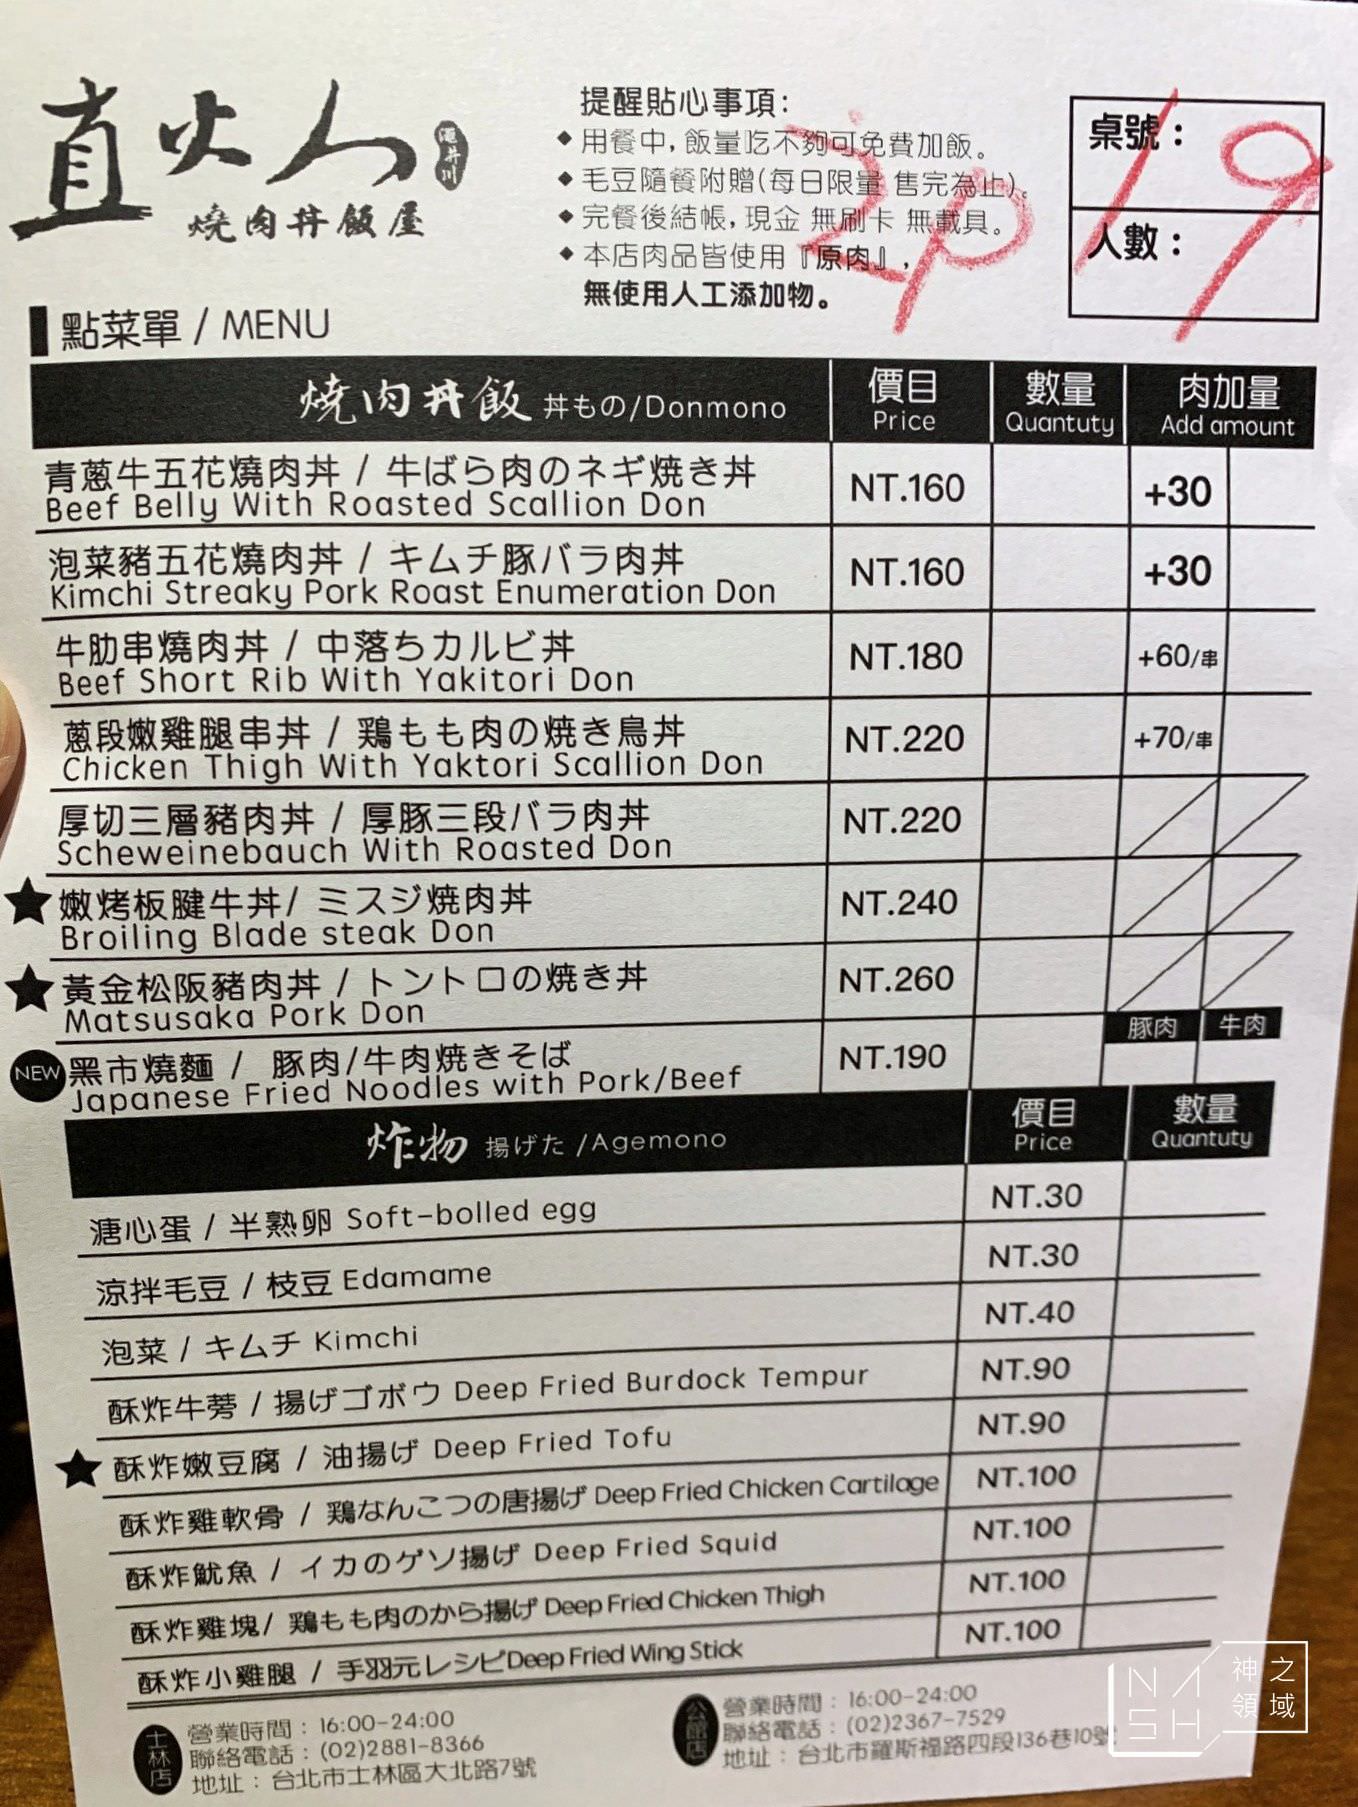 直火人
源井川
燒肉丼飯屋
提醒貼心事項：
◆用餐中，飯量吃不夠可免費加飯。
◆毛豆隨餐附贈(每日限量 售完為止)。
◆完餐後結帳，現金 無刷卡 無載具。
◆本店肉品皆使用『原肉』，
無使用人工添加物。
桌號：
人數：
19
2p
點菜單 / MENU
燒肉丼飯 丼もの/Donmono
價目
Price
數量
Quantuty
肉加量
Add amount
青蔥牛五花燒肉丼 / 牛ばら肉のネギ焼き丼
Beef Belly With Roasted Scallion Don
NT.160
+30
泡菜豬五花燒肉丼 / キムチ豚バラ肉丼
Kimchi Streaky Pork Roast Enumeration Don
NT.160
+30
牛肋串燒肉丼 / 中落ちカルビ丼
Beef Short Rib With Yakitori Don
NT.180
+60/串
蔥段嫩雞腿串丼 / 鶏もも肉の焼き鳥丼
Chicken Thigh With Yaktori Scallion Don
NT.220
+70/串
厚切三層豬肉丼 / 厚豚三段バラ肉丼
Scheweinebauch With Roasted Don
NT.220
★嫩烤板腱牛丼/ ミスジ焼肉丼
Broiling Blade steak Don
NT.240
★黃金松阪豬肉丼 / トントロの焼き丼
Matsusaka Pork Don
NT.260
豚肉
牛肉
NEW 黑市燒麵 / 豚肉/牛肉焼きそば
Japanese Fried Noodles with Pork/Beef
NT.190
炸物 揚げた /Agemono
價目
Price
數量
Quantuty
溏心蛋 / 半熟卵 Soft-bolled egg
NT.30
涼拌毛豆 / 枝豆 Edamame
NT.30
泡菜 / キムチ Kimchi
NT.40
酥炸牛蒡 / 揚げゴボウ Deep Fried Burdock Tempur
NT.90
★酥炸嫩豆腐 / 油揚げ Deep Fried Tofu
NT.90
酥炸雞軟骨 / 鶏なんこつの唐揚げ Deep Fried Chicken Cartilage
NT.100
酥炸魷魚 / イカのゲソ揚げ Deep Fried Squid
NT.100
酥炸雞塊/ 鶏もも肉のから揚げ Deep Fried Chicken Thigh
NT.100
酥炸小雞腿 / 手羽元レシピDeep Fried Wing Stick
NT.100
士林店
營業時間：16:00-24:00
聯絡電話：(02)2881-8366
地址：台北市士林區大北路7號
公館店
營業時間：16:00-24:00
聯絡電話：(02)2367-7529
地址：台北市羅斯福路四段136巷10號
NASH
神之領域